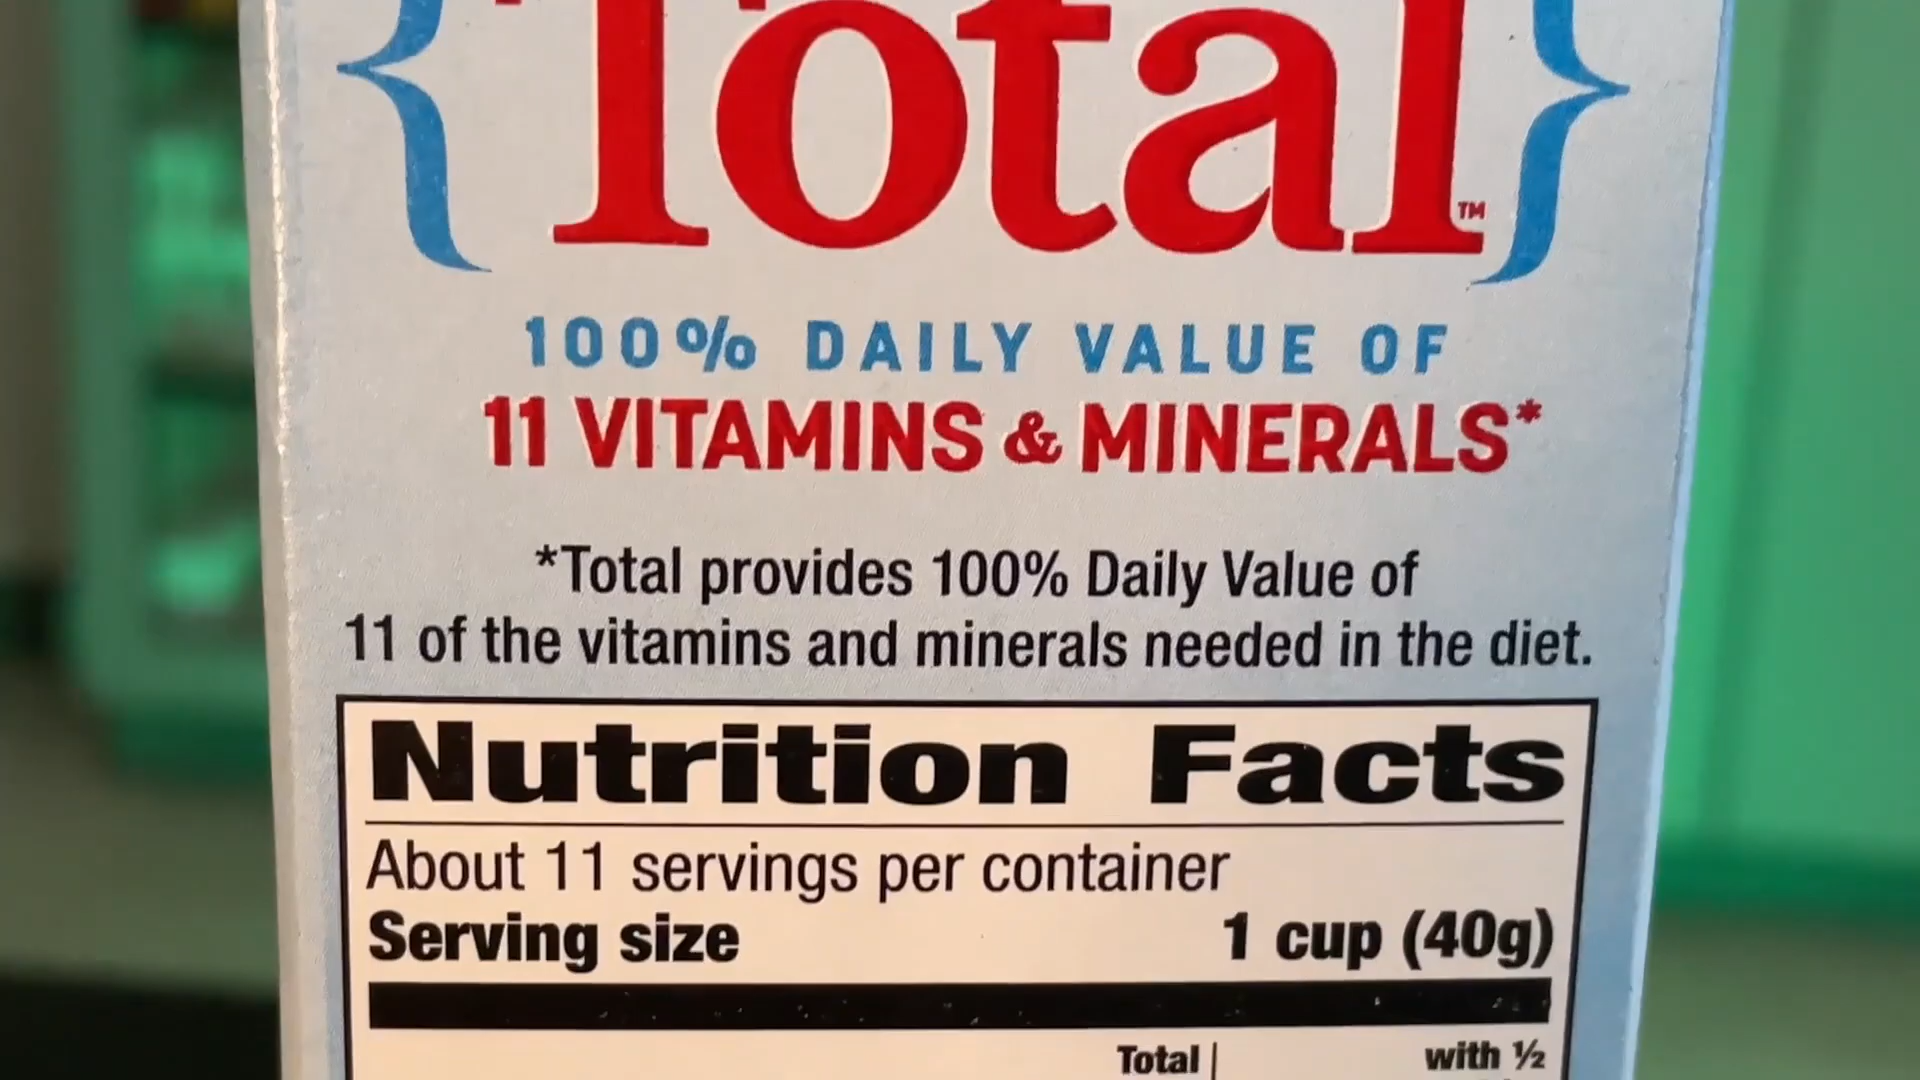 Total™
100% DAILY VALUE OF
11 VITAMINS & MINERALS*
*Total provides 100% Daily Value of
11 of the vitamins and minerals needed in the diet.
Nutrition Facts
About 11 servings per container
Serving size 1 cup (40g)
Total with ½